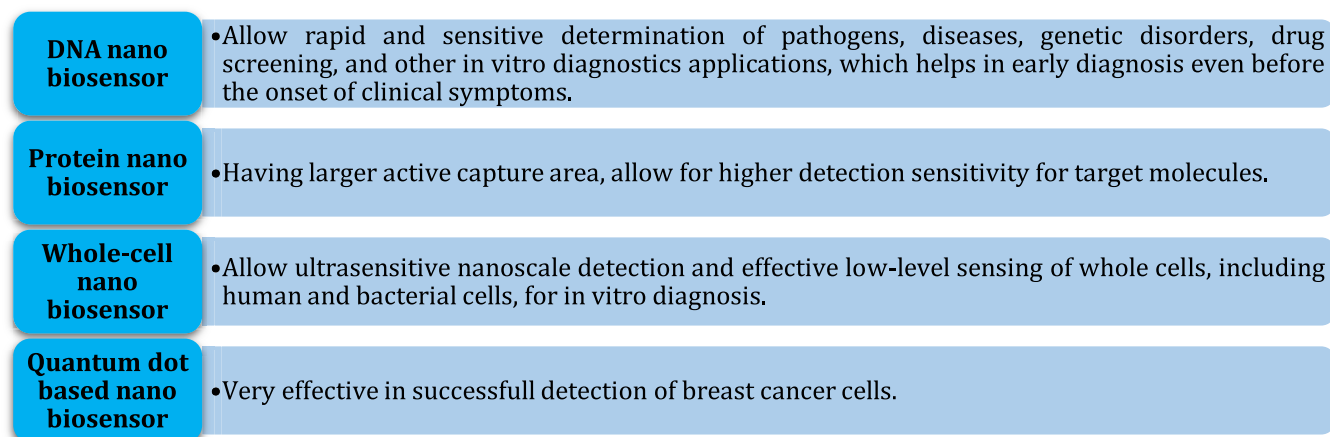 DNA nano
biosensor
•Allow rapid and sensitive determination of pathogens, diseases, genetic disorders, drug
screening, and other in vitro diagnostics applications, which helps in early diagnosis even before
the onset of clinical symptoms.
Protein nano
biosensor
•Having larger active capture area, allow for higher detection sensitivity for target molecules.
Whole-cell
nano
biosensor
•Allow ultrasensitive nanoscale detection and effective low-level sensing of whole cells, including
human and bacterial cells, for in vitro diagnosis.
Quantum dot
based nano
biosensor
•Very effective in successfull detection of breast cancer cells.